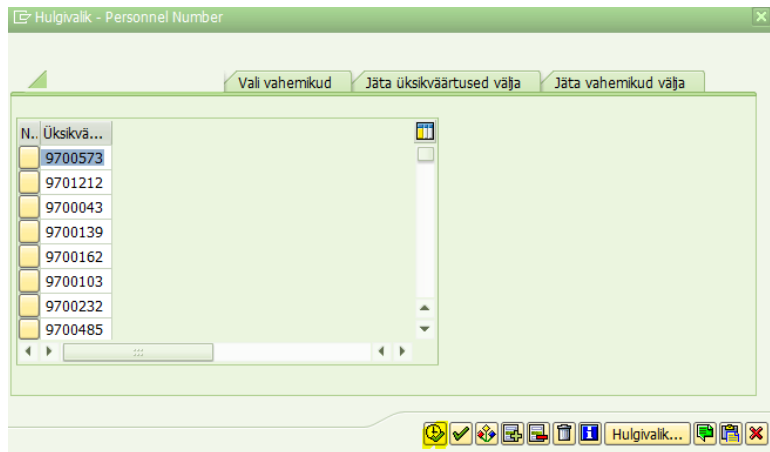 Hulgivalik - Personnel Number
Vali vahemikud Jäta üksikväärtused välja Jäta vahemikud välja
N.. Üksikvä...
9700573
9701212
9700043
9700139
9700162
9700103
9700232
9700485
Hulgivalik...